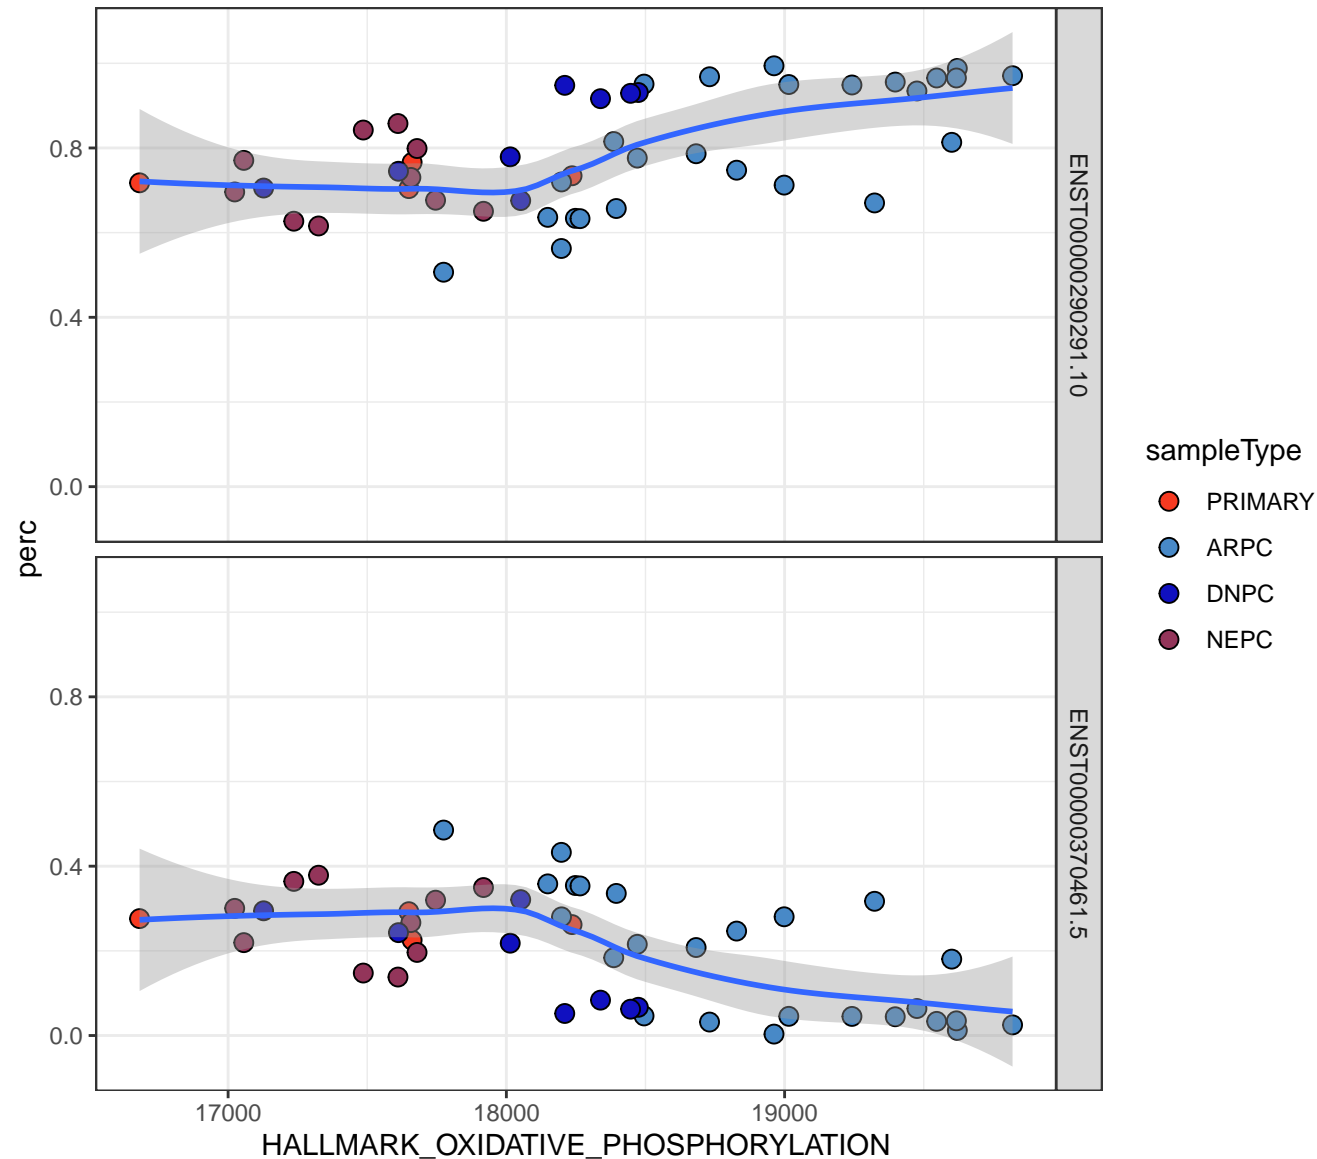 0.8
0.4
0.0
ENST00000290291.10
perc
0.8
0.4
0.0
ENST00000370461.5
17000 18000 19000
HALLMARK_OXIDATIVE_PHOSPHORYLATION
sampleType
PRIMARY
ARPC
DNPC
NEPC